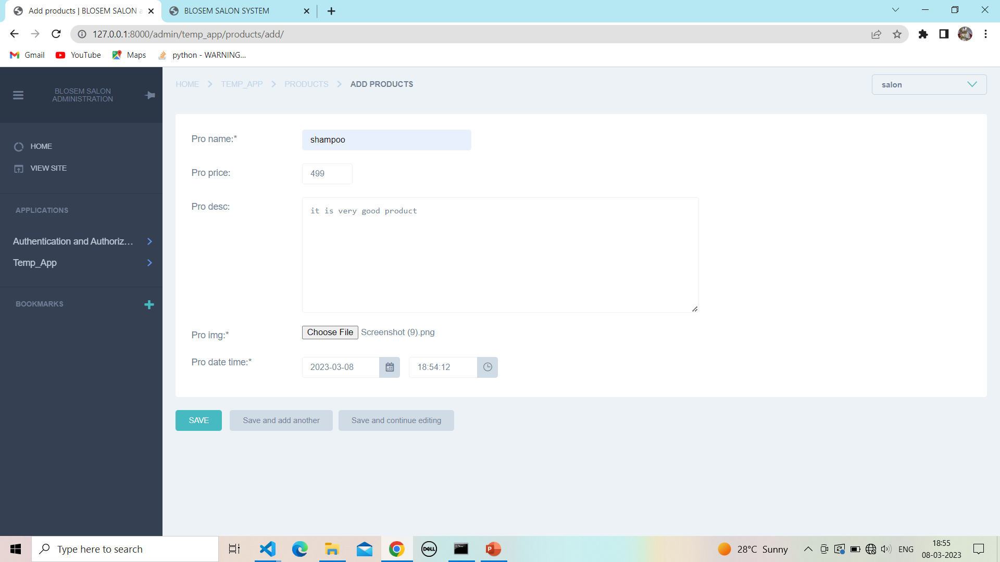 Add products | BLOSEM SALON a
BLOSEM SALON SYSTEM
127.0.0.1:8000/admin/temp_app/products/add/
Gmail
YouTube
Maps
python - WARNING...
BLOSEM SALON
ADMINISTRATION
HOME
VIEW SITE
APPLICATIONS
Authentication and Authoriz...
Temp_App
BOOKMARKS
HOME TEMP_APP PRODUCTS ADD PRODUCTS
salon
Pro name:*
shampoo
Pro price:
499
Pro desc:
it is very good product
Pro img:*
Choose File Screenshot (9).png
Pro date time:*
2023-03-08
18:54:12
SAVE
Save and add another
Save and continue editing
Type here to search
DELL
28°C Sunny
ENG
18:55
08-03-2023